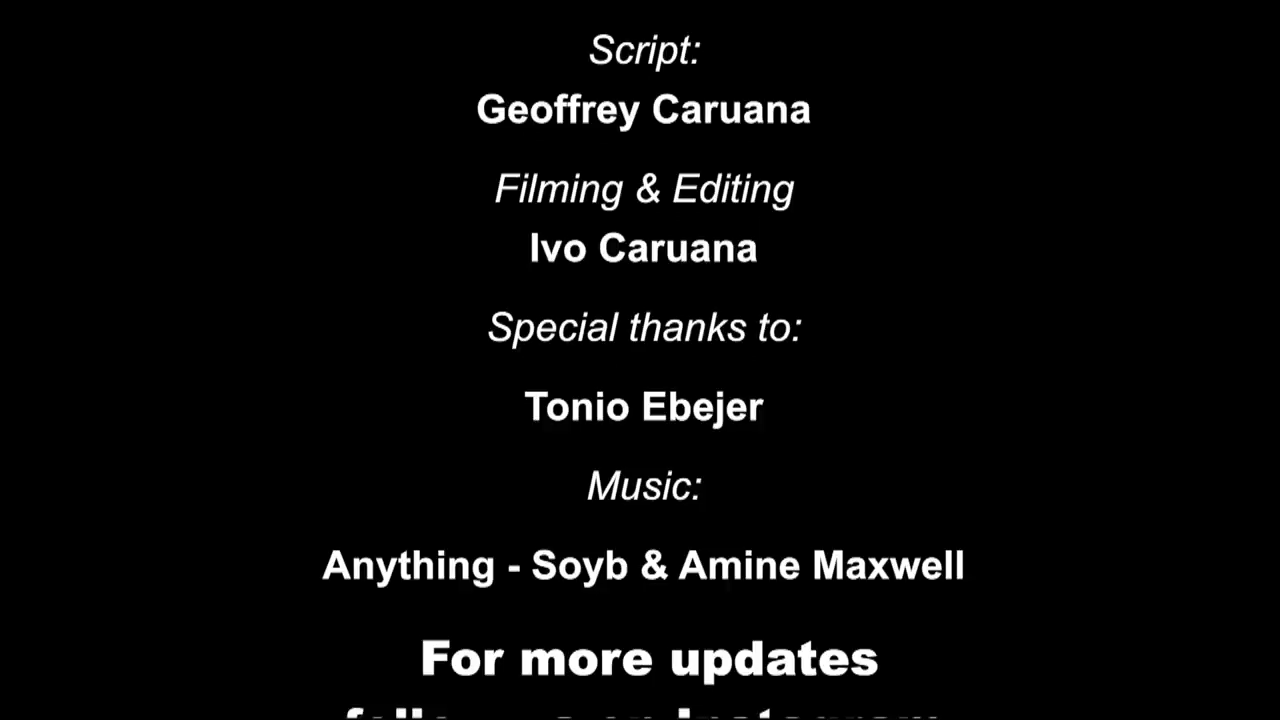 Script:
Geoffrey Caruana
Filming & Editing
Ivo Caruana
Special thanks to:
Tonio Ebejer
Music:
Anything - Soyb & Amine Maxwell
For more updates